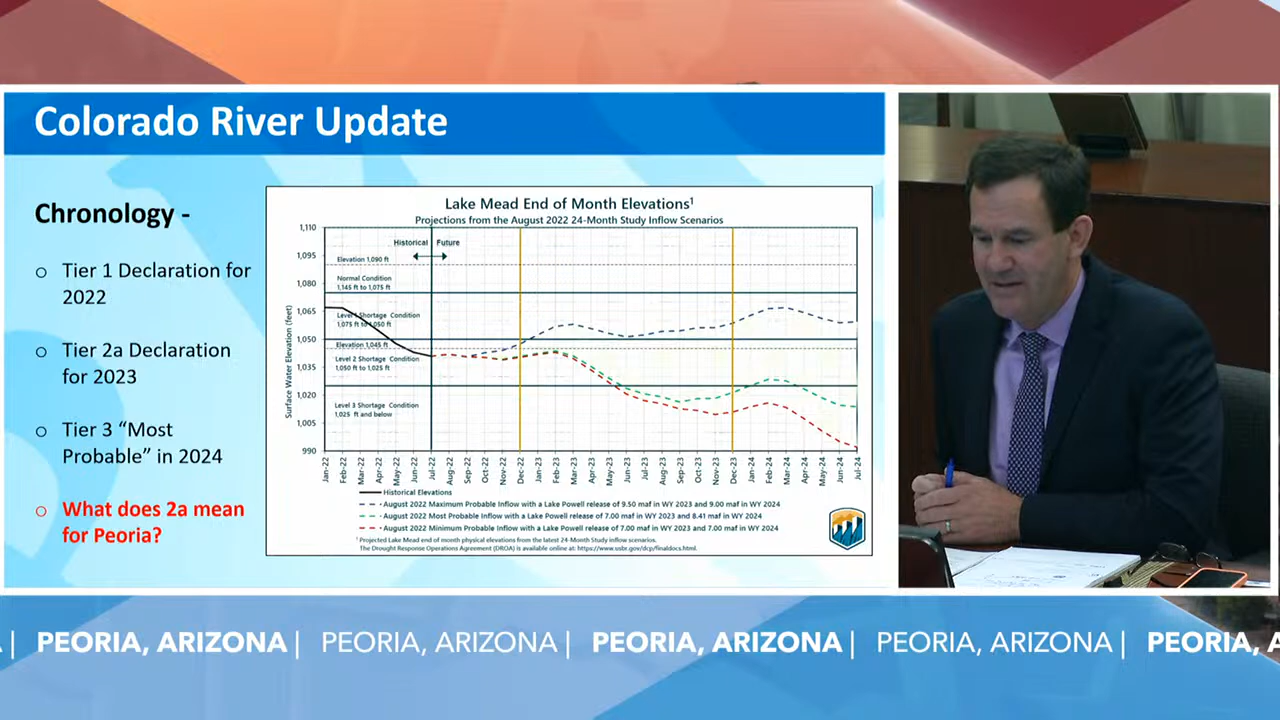 Colorado River Update
Chronology -
o Tier 1 Declaration for
2022
o Tier 2a Declaration
for 2023
o Tier 3 “Most
Probable” in 2024
o What does 2a mean
for Peoria?
Lake Mead End of Month Elevations¹
Projections from the August 2022 24-Month Study Inflow Scenarios
Surface Water Elevation (feet)
1,110
1,095
1,080
1,065
1,050
1,035
1,020
1,005
990
Historical Future
Elevation 1,090 ft
Normal Condition
1,145 ft to 1,075 ft
Level 1 Shortage Condition
1,075 ft to 1,050 ft
Elevation 1,045 ft
Level 2 Shortage Condition
1,050 ft to 1,025 ft
Level 3 Shortage Condition
1,025 ft and below
Jan-22 Feb-22 Mar-22 Apr-22 May-22 Jun-22 Jul-22 Aug-22 Sep-22 Oct-22 Nov-22 Dec-22 Jan-23 Feb-23 Mar-23 Apr-23 May-23 Jun-23 Jul-23 Aug-23 Sep-23 Oct-23 Nov-23 Dec-23 Jan-24 Feb-24 Mar-24 Apr-24 May-24 Jun-24 Jul-24
Historical Elevations
August 2022 Maximum Probable Inflow with a Lake Powell release of 9.50 maf in WY 2023 and 9.00 maf in WY 2024
August 2022 Most Probable Inflow with a Lake Powell release of 7.00 maf in WY 2023 and 8.41 maf in WY 2024
August 2022 Minimum Probable Inflow with a Lake Powell release of 7.00 maf in WY 2023 and 7.00 maf in WY 2024
¹ Projected Lake Mead end of month physical elevations from the latest 24-Month Study inflow scenarios.
The Drought Response Operations Agreement (DROA) is available online at: https://www.usbr.gov/dcp/finaldocs.html.
| PEORIA, ARIZONA | PEORIA, ARIZONA | PEORIA, ARIZONA | PEORIA, ARIZONA | PEORIA, A